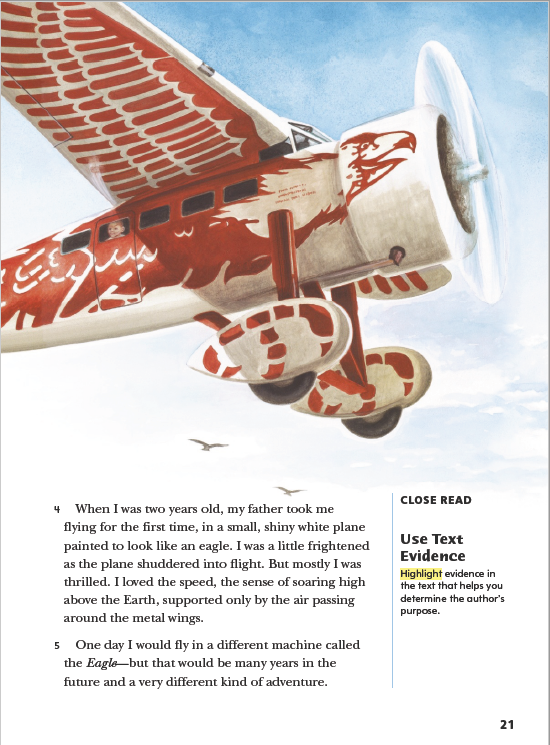 4 When I was two years old, my father took me
flying for the first time, in a small, shiny white plane
painted to look like an eagle. I was a little frightened
as the plane shuddered into flight. But mostly I was
thrilled. I loved the speed, the sense of soaring high
above the Earth, supported only by the air passing
around the metal wings.
5 One day I would fly in a different machine called
the Eagle—but that would be many years in the
future and a very different kind of adventure.
CLOSE READ
Use Text
Evidence
Highlight evidence in
the text that helps you
determine the author's
purpose.
21